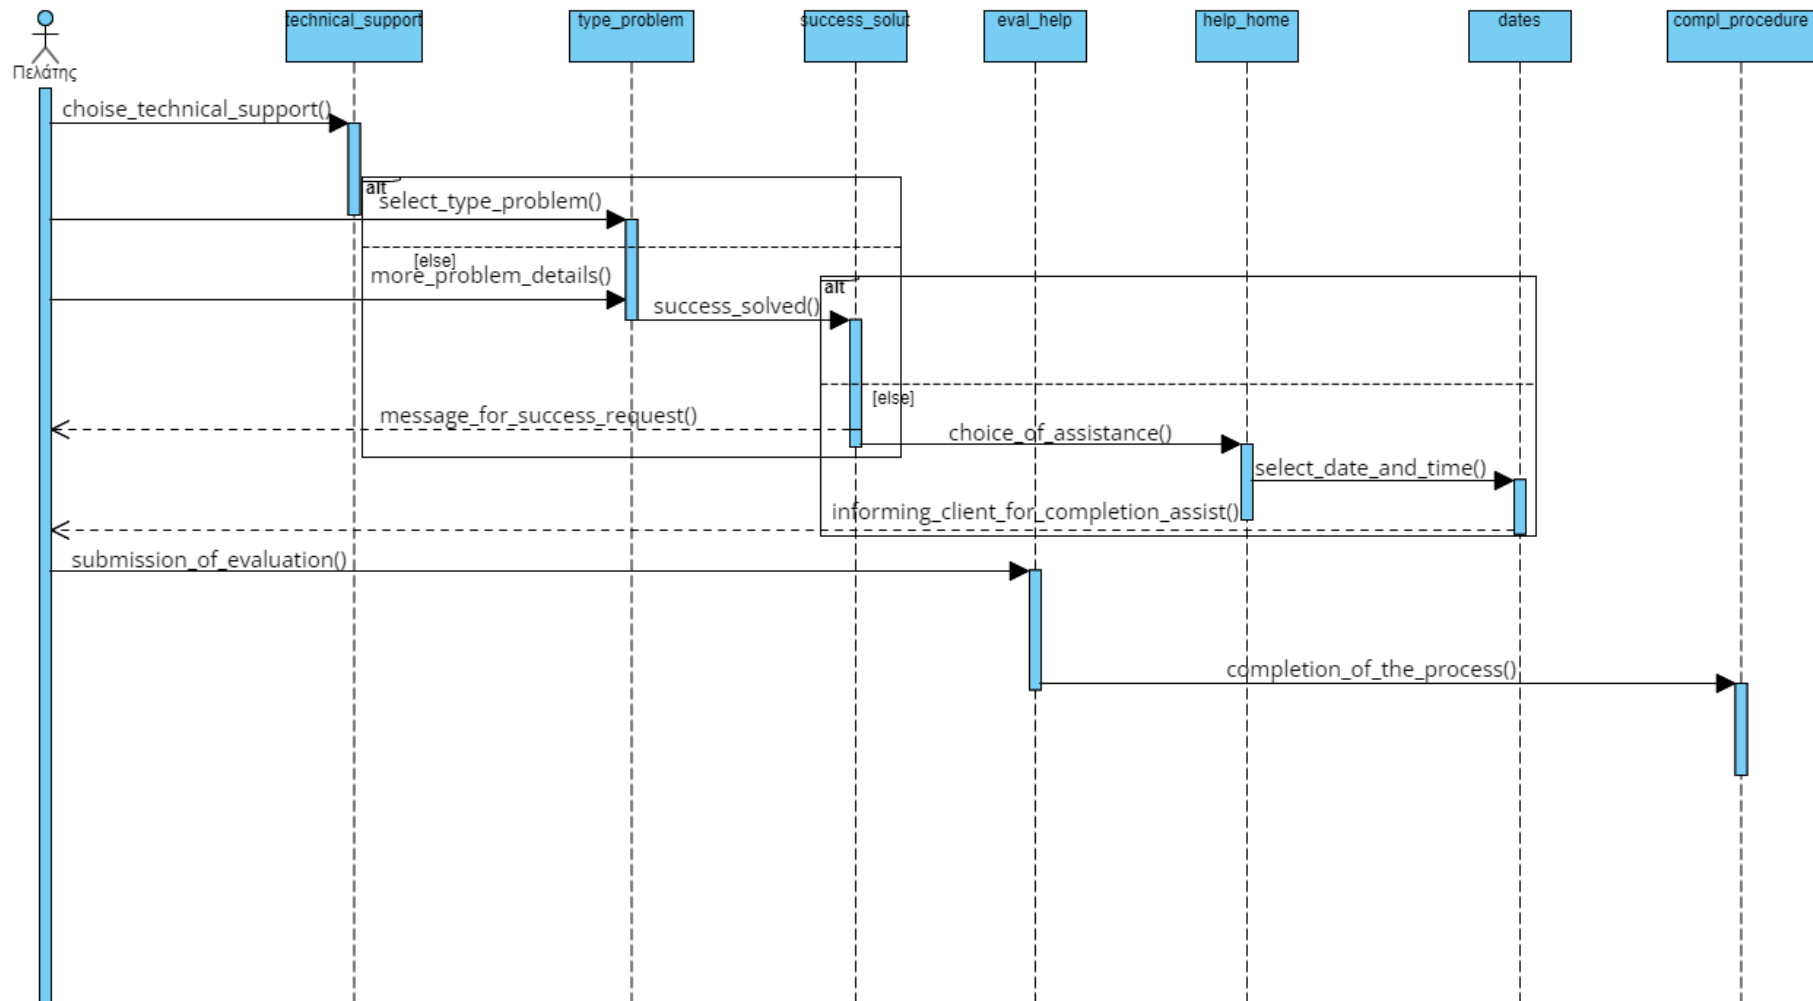 technical_support
type_problem
success_solut
eval_help
help_home
dates
compl_procedure
Πελάτης
choise_technical_support()
alt
select_type_problem()
[else]
more_problem_details()
alt
success_solved()
[else]
message_for_success_request()
choice_of_assistance()
select_date_and_time()
informing_client_for_completion_assist()
submission_of_evaluation()
completion_of_the_process()